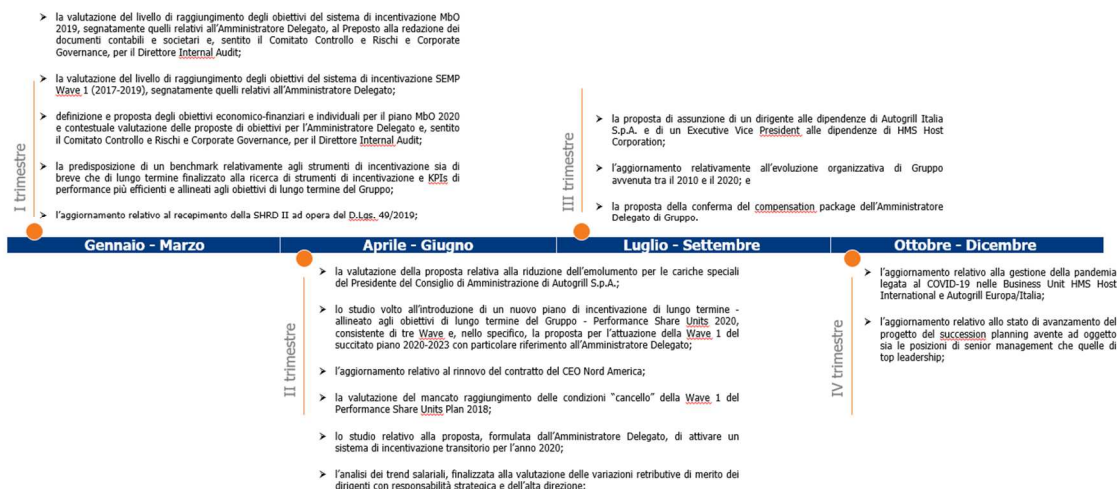 ➤ la valutazione del livello di raggiungimento degli obiettivi del sistema di incentivazione MbO
2019, segnatamente quelli relativi all'Amministratore Delegato, al Preposto alla redazione dei
documenti contabili e societari e, sentito il Comitato Controllo e Rischi e Corporate
Governance, per il Direttore Internal Audit;
➤ la valutazione del livello di raggiungimento degli obiettivi del sistema di incentivazione SEMP
Wave 1 (2017-2019), segnatamente quelli relativi all'Amministratore Delegato;
➤ definizione e proposta degli obiettivi economico-finanziari e individuali per il piano MbO 2020
e contestuale valutazione delle proposte di obiettivi per l'Amministratore Delegato e, sentito
il Comitato Controllo e Rischi e Corporate Governance, per il Direttore Internal Audit;
➤ la predisposizione di un benchmark relativamente agli strumenti di incentivazione sia di
breve che di lungo termine finalizzato alla ricerca di strumenti di incentivazione e KPIs di
performance più efficienti e allineati agli obiettivi di lungo termine del Gruppo;
➤ l'aggiornamento relativo al recepimento della SHRD II ad opera del D.Lgs. 49/2019;
I trimestre
➤ la proposta di assunzione di un dirigente alle dipendenze di Autogrill Italia
S.p.A. e di un Executive Vice President alle dipendenze di HMS Host
Corporation;
➤ l'aggiornamento relativamente all'evoluzione organizzativa di Gruppo
avvenuta tra il 2010 e il 2020; e
➤ la proposta della conferma del compensation package dell'Amministratore
Delegato di Gruppo.
III trimestre
Gennaio - Marzo
Aprile - Giugno
Luglio - Settembre
Ottobre - Dicembre
➤ la valutazione della proposta relativa alla riduzione dell'emolumento per le cariche speciali
del Presidente del Consiglio di Amministrazione di Autogrill S.p.A.;
➤ lo studio volto all'introduzione di un nuovo piano di incentivazione di lungo termine -
allineato agli obiettivi di lungo termine del Gruppo - Performance Share Units 2020,
consistente di tre Wave e, nello specifico, la proposta per l'attuazione della Wave 1 del
succitato piano 2020-2023 con particolare riferimento all'Amministratore Delegato;
➤ l'aggiornamento relativo al rinnovo del contratto del CEO Nord America;
➤ la valutazione del mancato raggiungimento delle condizioni "cancello" della Wave 1 del
Performance Share Units Plan 2018;
➤ lo studio relativo alla proposta, formulata dall'Amministratore Delegato, di attivare un
sistema di incentivazione transitorio per l'anno 2020;
➤ l'analisi dei trend salariali, finalizzata alla valutazione delle variazioni retributive di merito dei
dirigenti con responsabilità strategica e dell'alta direzione;
II trimestre
➤ l'aggiornamento relativo alla gestione della pandemia
legata al COVID-19 nelle Business Unit HMS Host
International e Autogrill Europa/Italia;
➤ l'aggiornamento relativo allo stato di avanzamento del
progetto del succession planning avente ad oggetto
sia le posizioni di senior management che quelle di
top leadership;
IV trimestre